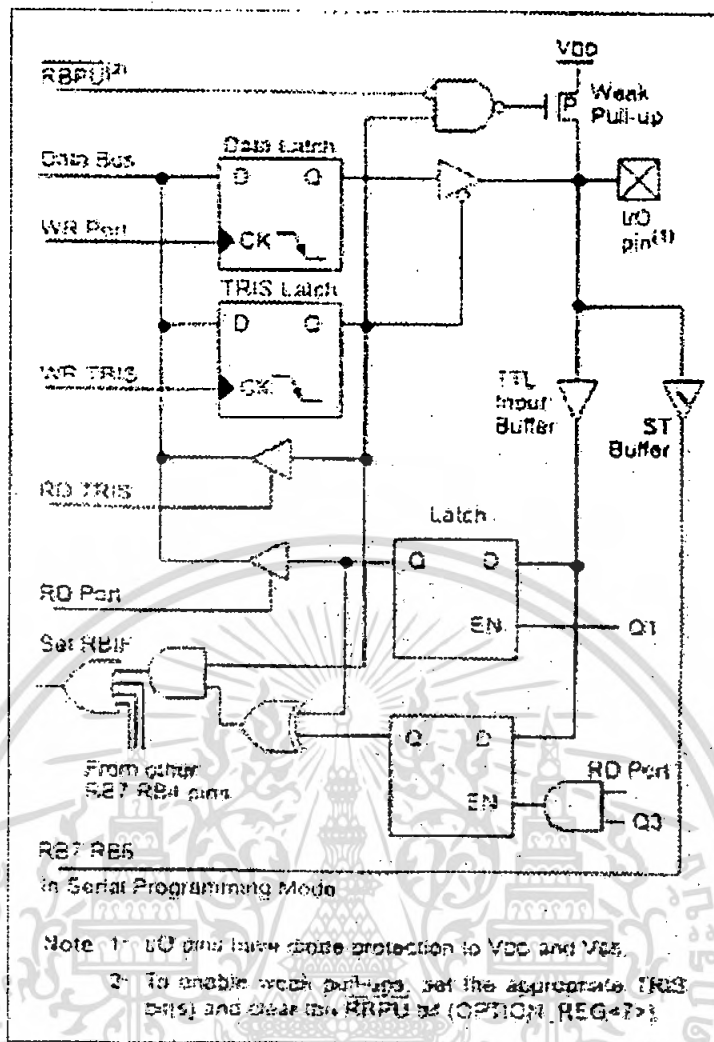 VDD
RBPU(2)
Weak
Pull-up
Data Latch
Data Bus
D Q
WR Port
CK
I/O
pin(1)
TRIS Latch
D Q
WR TRIS
CK
TTL
Input
Buffer
ST
Buffer
RD TRIS
Latch
Q D
RD Port
EN
Q1
Set RBIF
Q D
RD Port
From other
RB7 RB4 pins
EN
Q3
RB7 RB6
In Serial Programming Mode
Note 1: I/O pins have diode protection to VDD and VSS.
2: To enable weak pull-ups, set the appropriate TRIS
bit(s) and clear the RBPU bit (OPTION_REG<7>).